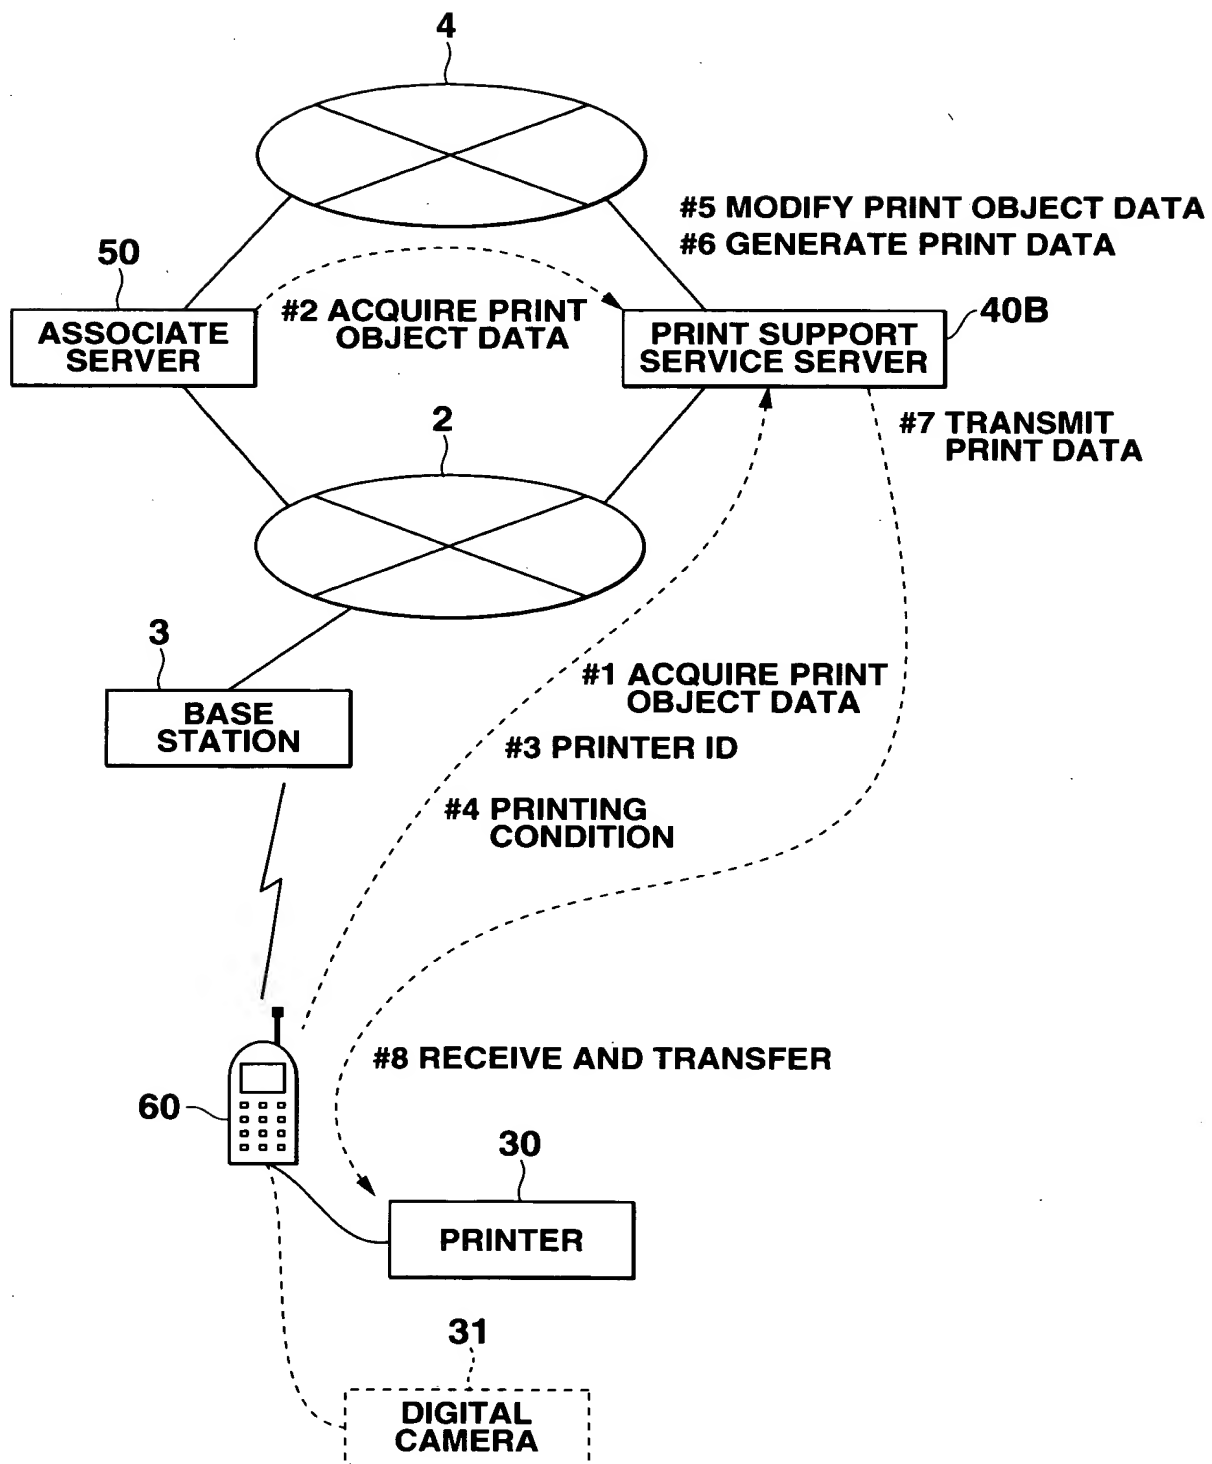 4
#5 MODIFY PRINT OBJECT DATA
#6 GENERATE PRINT DATA
50
#2 ACQUIRE PRINT
OBJECT DATA
40B
ASSOCIATE
SERVER
PRINT SUPPORT
SERVICE SERVER
2
#7 TRANSMIT
PRINT DATA
3
#1 ACQUIRE PRINT
OBJECT DATA
BASE
STATION
#3 PRINTER ID
#4 PRINTING
CONDITION
#8 RECEIVE AND TRANSFER
60
30
PRINTER
31
DIGITAL
CAMERA